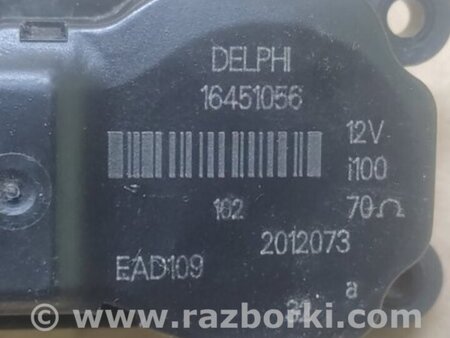 DELPHI
16451056
12V
i100
162
70Ω
2012073
EAD109
a
© www.razborki.com